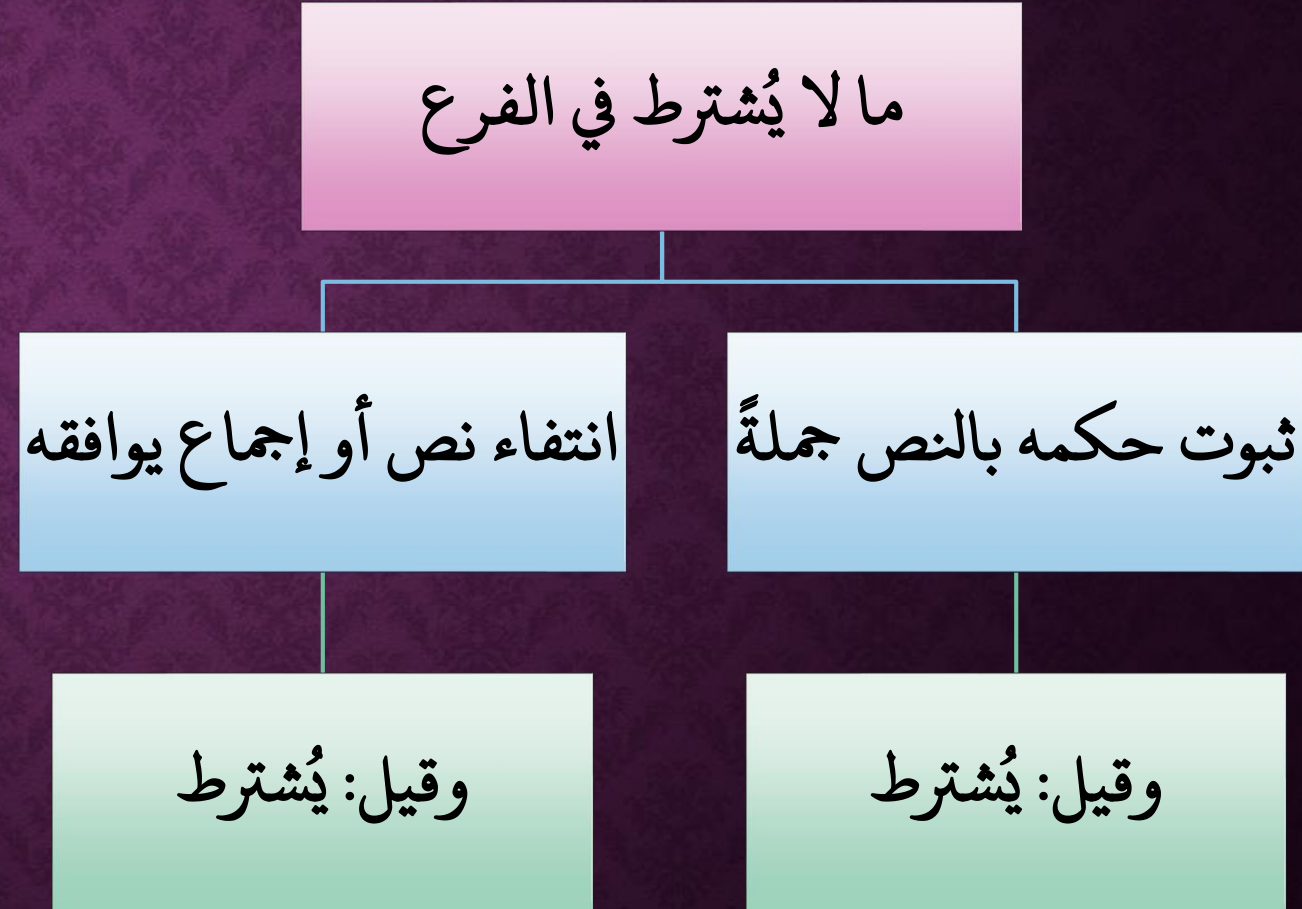 ما لا يُشترط في الفرع
ثبوت حكمه بالنص جملةً
انتفاء نص أو إجماع يوافقه
وقيل: يُشترط
وقيل: يُشترط